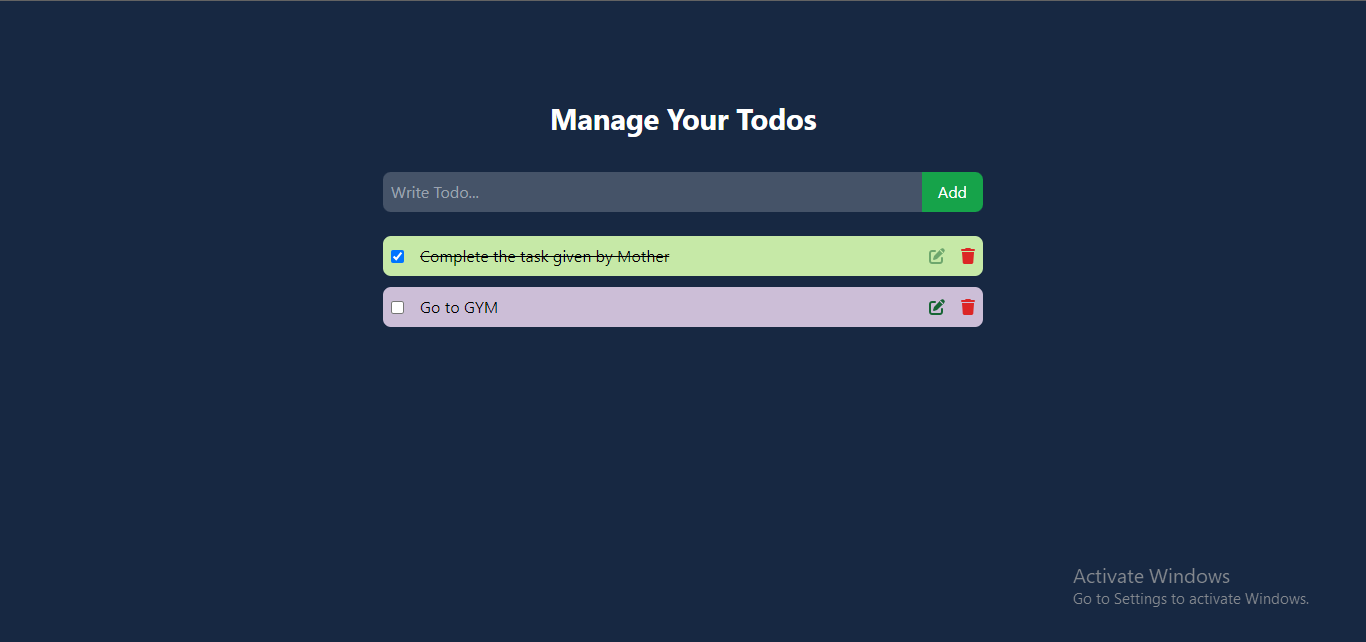 Manage Your Todos
Write Todo...
Add
Complete the task given by Mother
Go to GYM
Activate Windows
Go to Settings to activate Windows.